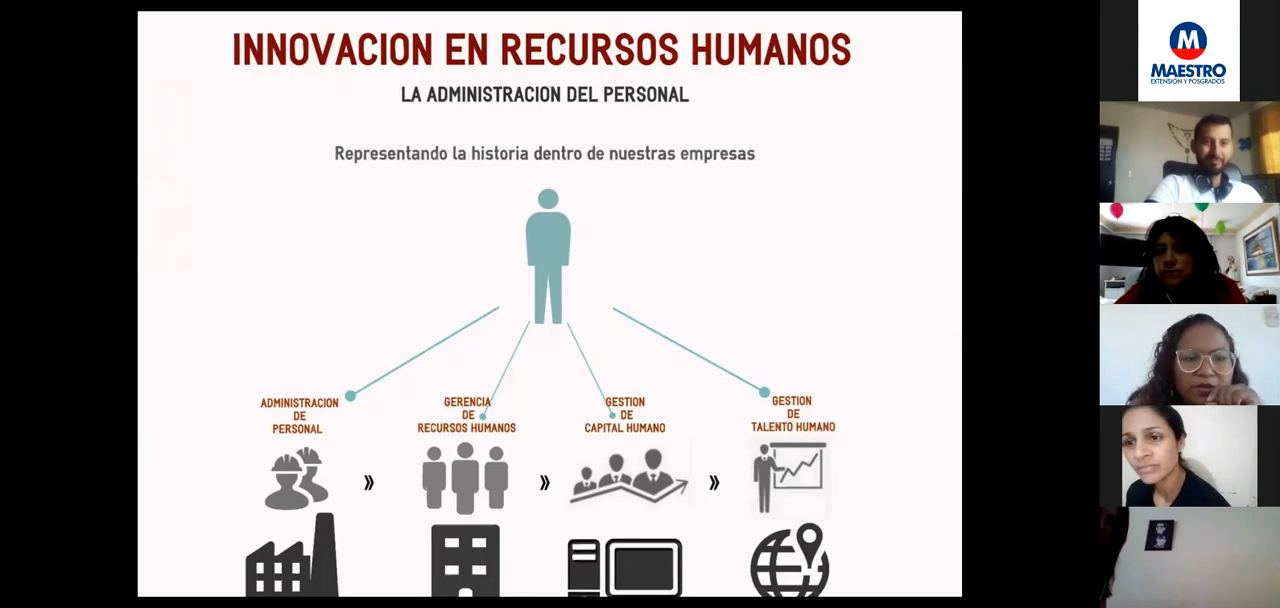 INNOVACION EN RECURSOS HUMANOS
LA ADMINISTRACION DEL PERSONAL
Representando la historia dentro de nuestras empresas
ADMINISTRACION
DE
PERSONAL
GERENCIA
DE
RECURSOS HUMANOS
GESTION
DE
CAPITAL HUMANO
GESTION
DE
TALENTO HUMANO
M
MAESTRO
EXTENSIÓN Y POSGRADOS